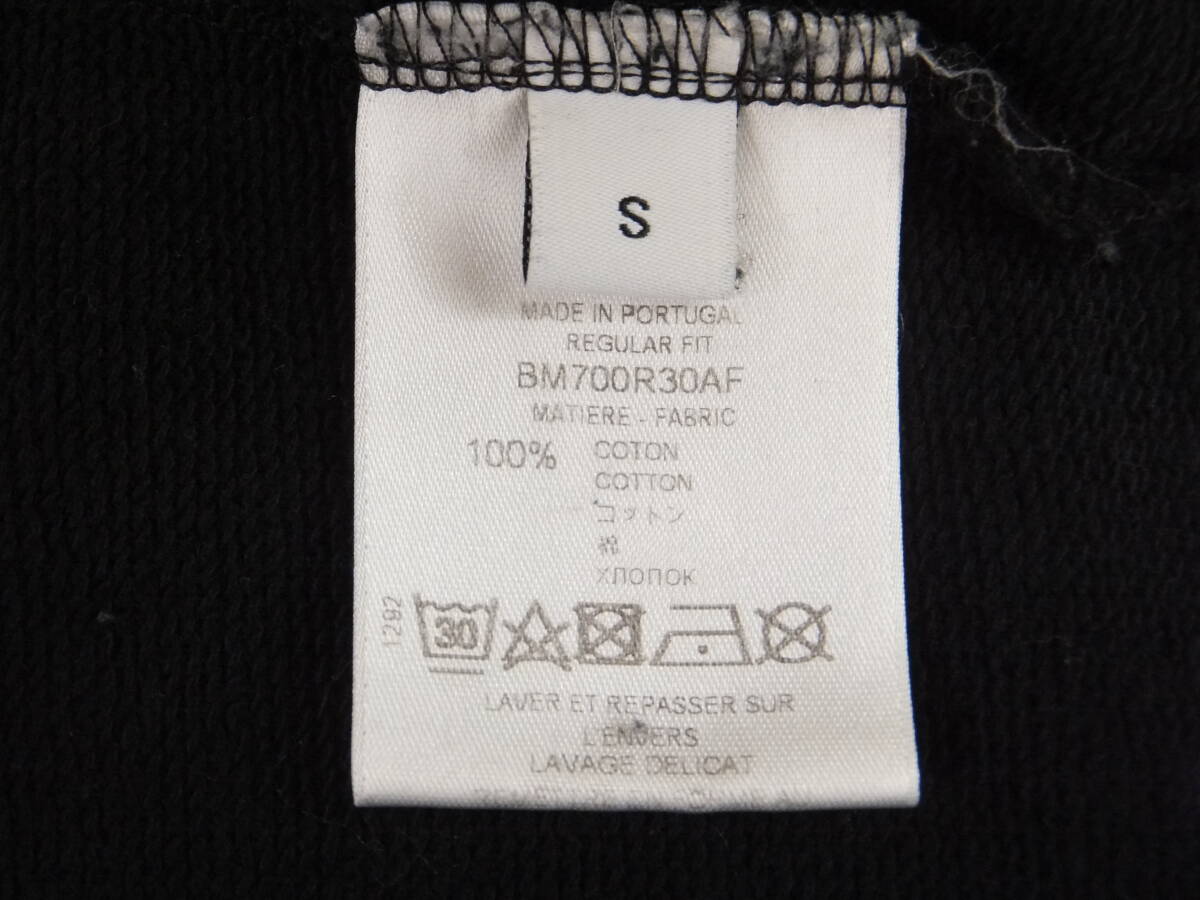 S
MADE IN PORTUGAL
REGULAR FIT
BM700R30AF
MATIERE - FABRIC
100% COTON
COTTON
コットン
棉
ХЛОПОК
1292
30
LAVER ET REPASSER SUR
L'ENVERS
LAVAGE DELICAT